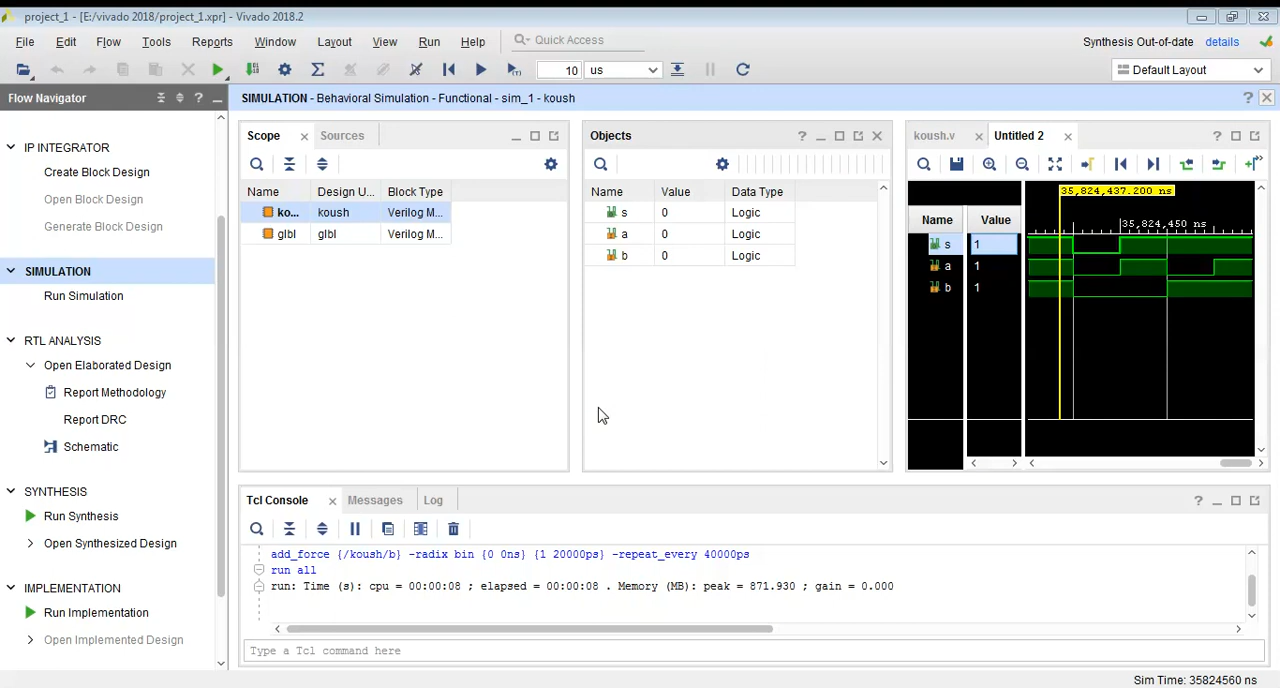 project_1 - [E:/vivado 2018/project_1.xpr] - Vivado 2018.2
File Edit Flow Tools Reports Window Layout View Run Help Quick Access
Synthesis Out-of-date details
10 us Default Layout
Flow Navigator
SIMULATION - Behavioral Simulation - Functional - sim_1 - koush
IP INTEGRATOR
Create Block Design
Open Block Design
Generate Block Design
SIMULATION
Run Simulation
RTL ANALYSIS
Open Elaborated Design
Report Methodology
Report DRC
Schematic
SYNTHESIS
Run Synthesis
Open Synthesized Design
IMPLEMENTATION
Run Implementation
Open Implemented Design
Scope Sources
Name Design U... Block Type
ko... koush Verilog M...
glbl glbl Verilog M...
Objects
Name Value Data Type
s 0 Logic
a 0 Logic
b 0 Logic
koush.v Untitled 2
35,824,437.200 ns
Name Value 35,824,450 ns
s 1
a 1
b 1
Tcl Console Messages Log
add_force {/koush/b} -radix bin {0 0ns} {1 20000ps} -repeat_every 40000ps
run all
run: Time (s): cpu = 00:00:08 ; elapsed = 00:00:08 . Memory (MB): peak = 871.930 ; gain = 0.000
Type a Tcl command here
Sim Time: 35824560 ns